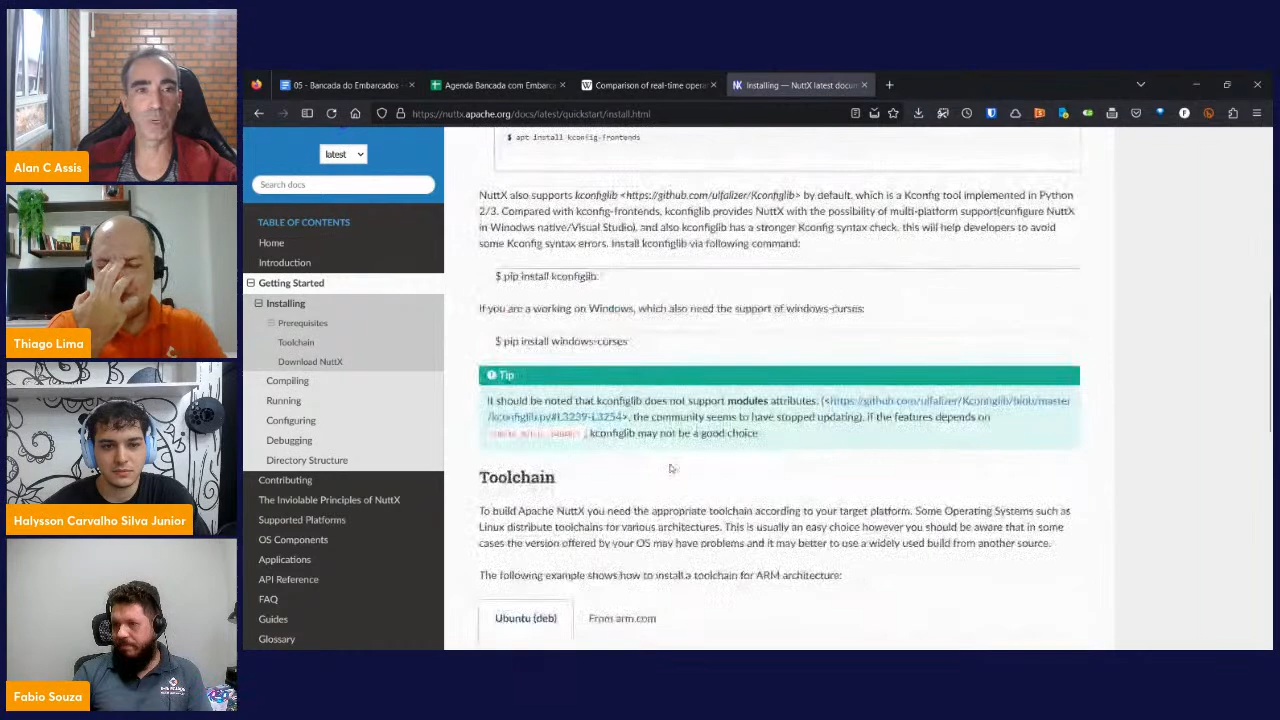 Alan C Assis
Thiago Lima
Halysson Carvalho Silva Junior
Fabio Souza
05 - Bancada do Embarcados
Agenda Bancada com Embarc
Comparison of real-time opera
Installing — NuttX latest docum
https://nuttx.apache.org/docs/latest/quickstart/install.html
latest
Search docs
TABLE OF CONTENTS
Home
Introduction
Getting Started
Installing
Prerequisites
Toolchain
Download NuttX
Compiling
Running
Configuring
Debugging
Directory Structure
Contributing
The Inviolable Principles of NuttX
Supported Platforms
OS Components
Applications
API Reference
FAQ
Guides
Glossary
$ apt install kconfig-frontends
NuttX also supports kconfiglib <https://github.com/ulfalizer/Kconfiglib> by default, which is a Kconfig tool implemented in Python
2/3. Compared with kconfig-frontends, kconfiglib provides NuttX with the possibility of multi-platform support(configure NuttX
in Winodws native/Visual Studio), and also kconfiglib has a stronger Kconfig syntax check, this will help developers to avoid
some Kconfig syntax errors. Install kconfiglib via following command:
$ pip install kconfiglib
If you are a working on Windows, which also need the support of windows-curses:
$ pip install windows-curses
Tip
It should be noted that kconfiglib does not support modules attributes. (<https://github.com/ulfalizer/Kconfiglib/blob/master
/kconfiglib.py#L3239-L3254>, the community seems to have stopped updating), if the features depends on
, kconfiglib may not be a good choice
Toolchain
To build Apache NuttX you need the appropriate toolchain according to your target platform. Some Operating Systems such as
Linux distribute toolchains for various architectures. This is usually an easy choice however you should be aware that in some
cases the version offered by your OS may have problems and it may better to use a widely used build from another source.
The following example shows how to install a toolchain for ARM architecture:
Ubuntu (deb)
From arm.com